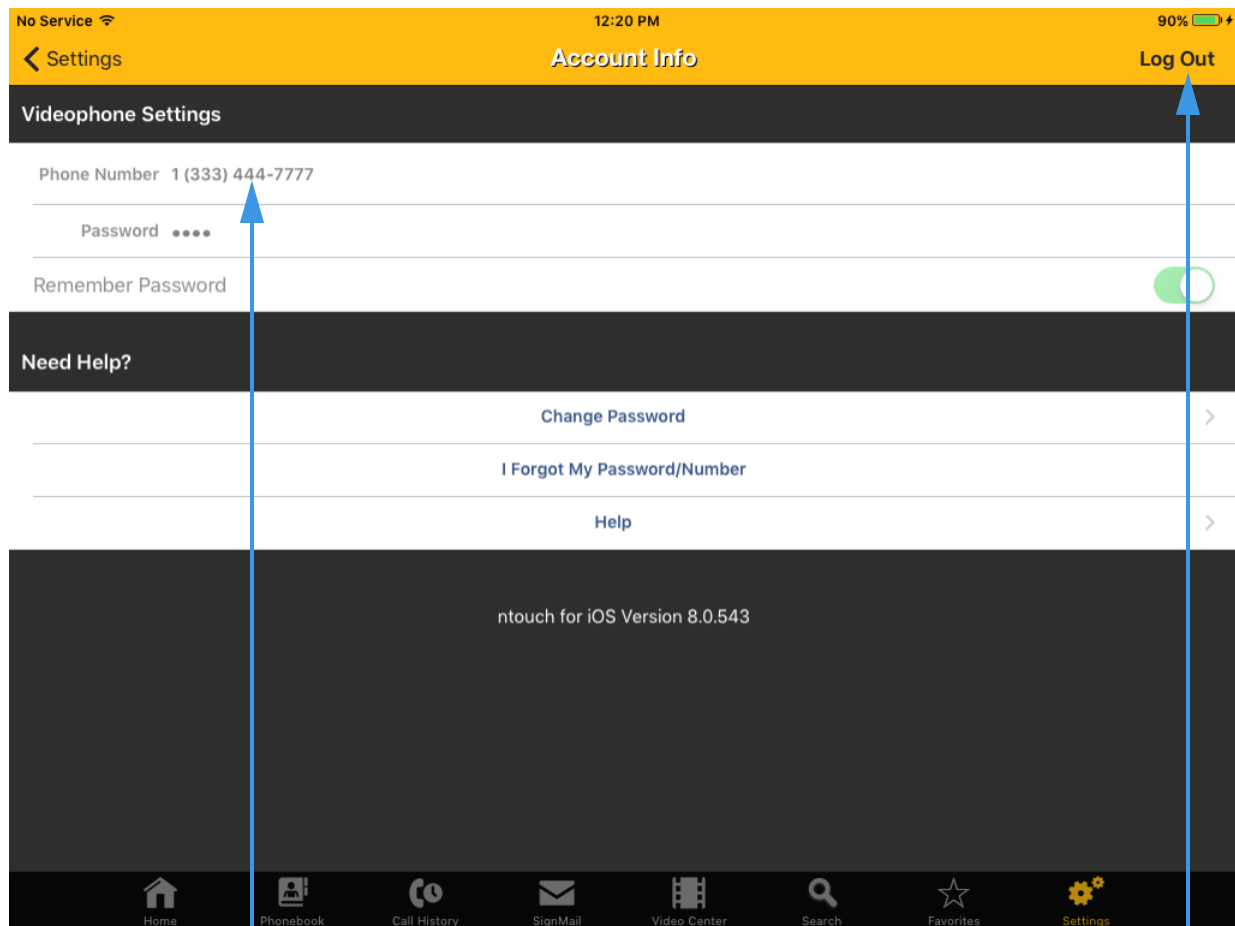 No Service 12:20 PM 90%
Settings Account Info Log Out
Videophone Settings
Phone Number 1 (333) 444-7777
Password ••••
Remember Password
Need Help?
Change Password
I Forgot My Password/Number
Help
ntouch for iOS Version 8.0.543
Home Phonebook Call History SignMail Video Center Search Favorites Settings